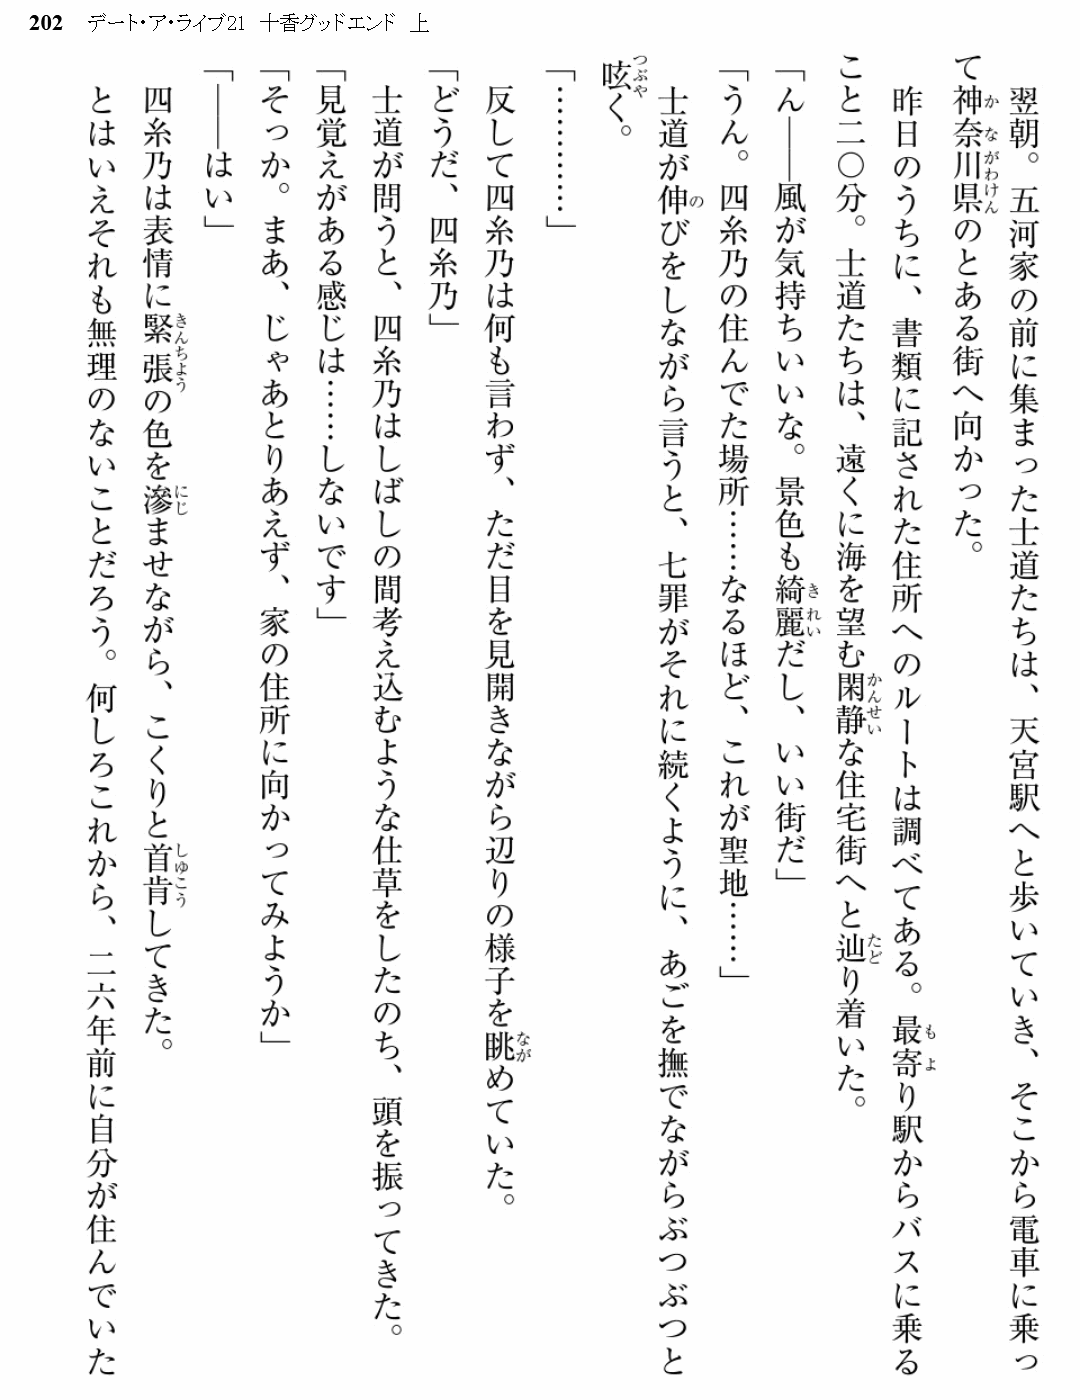 202 デート・ア・ライブ21 十香グッドエンド 上
翌朝。五河家の前に集まった士道たちは、天宮駅へと歩いていき、そこから電車に乗っ
て神奈川県のとある街へ向かった。
昨日のうちに、書類に記された住所へのルートは調べてある。最寄り駅からバスに乗る
こと二〇分。士道たちは、遠くに海を望む閑静な住宅街へと辿り着いた。
「ん――風が気持ちいいな。景色も綺麗だし、いい街だ」
「うん。四糸乃の住んでた場所……なるほど、これが聖地……」
士道が伸びをしながら言うと、七罪がそれに続くように、あごを撫でながらぶつぶつと
呟く。
「…………」
反して四糸乃は何も言わず、ただ目を見開きながら辺りの様子を眺めていた。
「どうだ、四糸乃」
士道が問うと、四糸乃はしばしの間考え込むような仕草をしたのち、頭を振ってきた。
「見覚えがある感じは……しないです」
「そっか。まあ、じゃあとりあえず、家の住所に向かってみようか」
「――はい」
四糸乃は表情に緊張の色を滲ませながら、こくりと首肯してきた。
とはいえそれも無理のないことだろう。何しろこれから、二六年前に自分が住んでいた